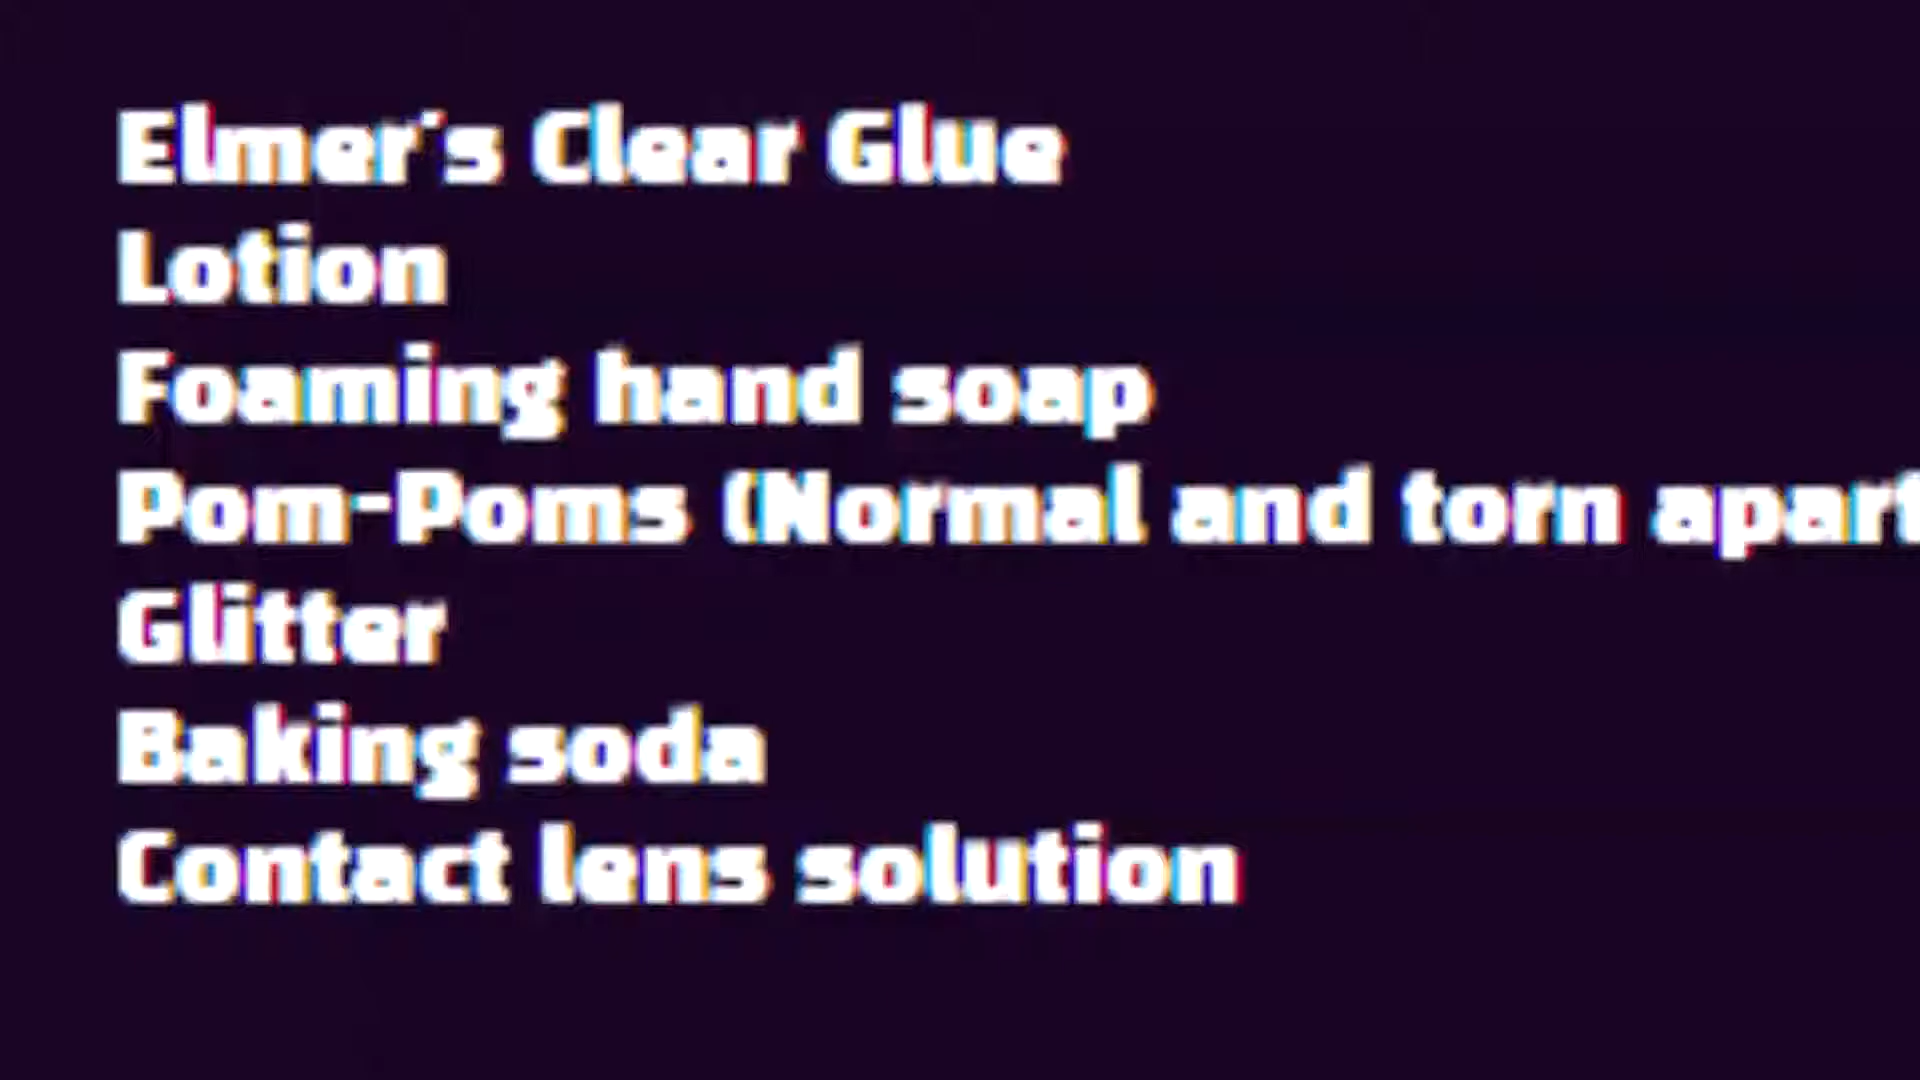 Elmer's Clear Glue
Lotion
Foaming hand soap
Pom-Poms (Normal and torn apart
Glitter
Baking soda
Contact lens solution